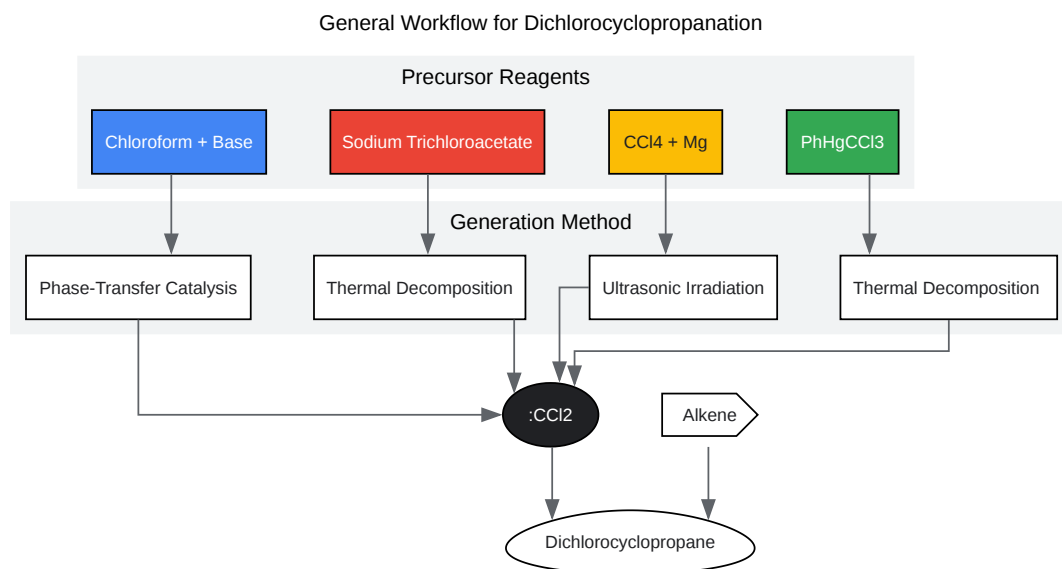 General Workflow for Dichlorocyclopropanation
Precursor Reagents
Chloroform + Base
Sodium Trichloroacetate
CCl4 + Mg
PhHgCCl3
Generation Method
Phase-Transfer Catalysis
Thermal Decomposition
Ultrasonic Irradiation
Thermal Decomposition
:CCl2
Alkene
Dichlorocyclopropane